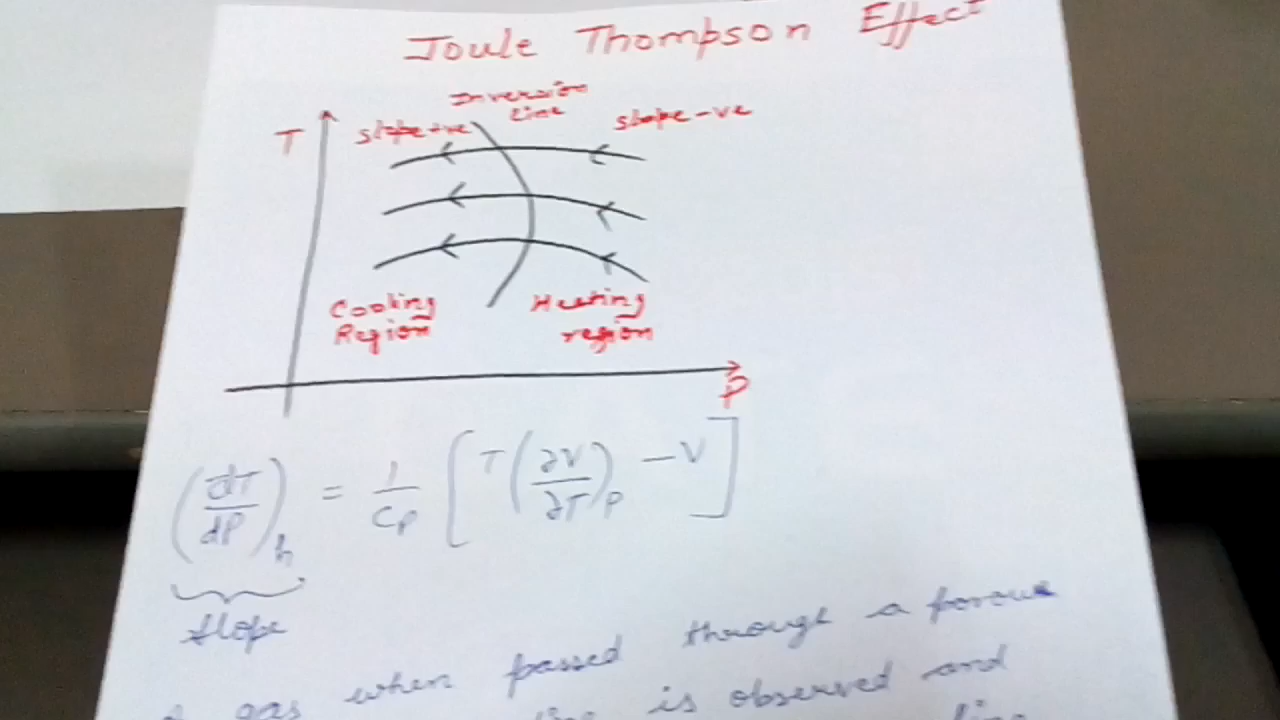 Joule Thompson Effect
Inversion
line
T
slope+ve
slope-ve
Cooling
Region
Heating
region
P
(dT/dP)h = 1/CP [T(∂V/∂T)P - V]
slope
gas when passed through a porous
is observed and
line